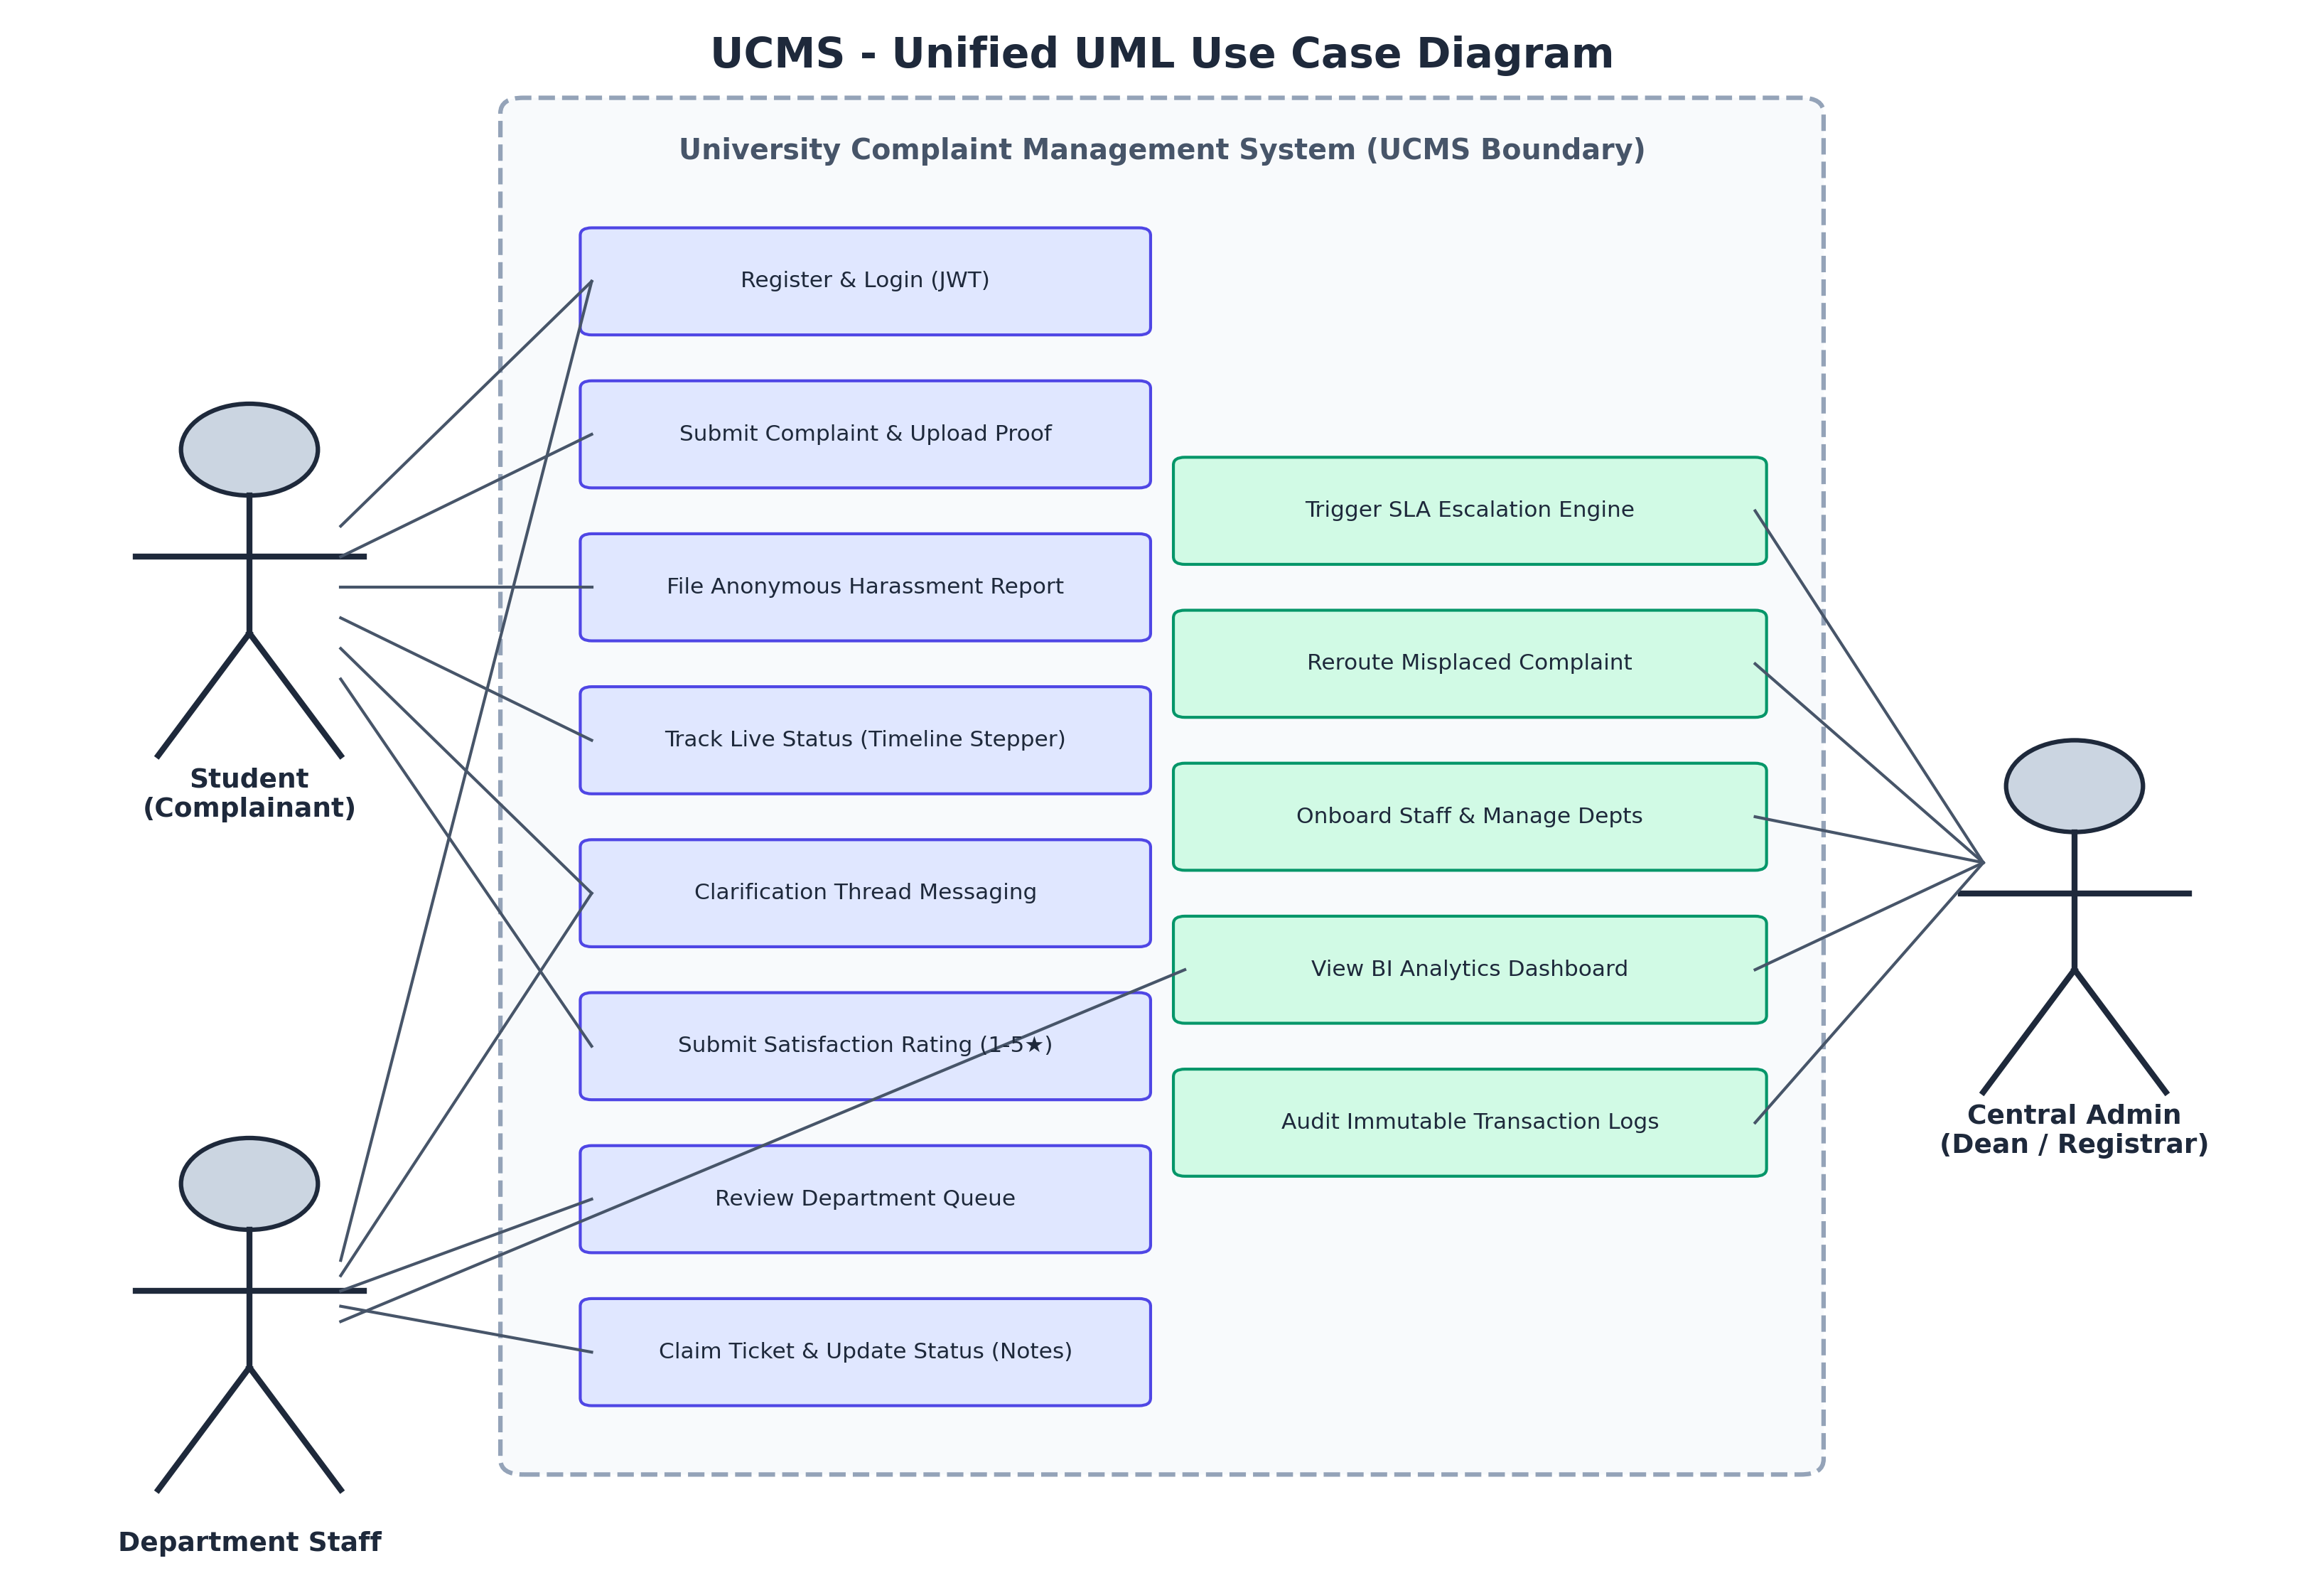 UCMS - Unified UML Use Case Diagram
University Complaint Management System (UCMS Boundary)
Register & Login (JWT)
Submit Complaint & Upload Proof
File Anonymous Harassment Report
Track Live Status (Timeline Stepper)
Clarification Thread Messaging
Submit Satisfaction Rating (1-5★)
Review Department Queue
Claim Ticket & Update Status (Notes)
Trigger SLA Escalation Engine
Reroute Misplaced Complaint
Onboard Staff & Manage Depts
View BI Analytics Dashboard
Audit Immutable Transaction Logs
Student
(Complainant)
Department Staff
Central Admin
(Dean / Registrar)